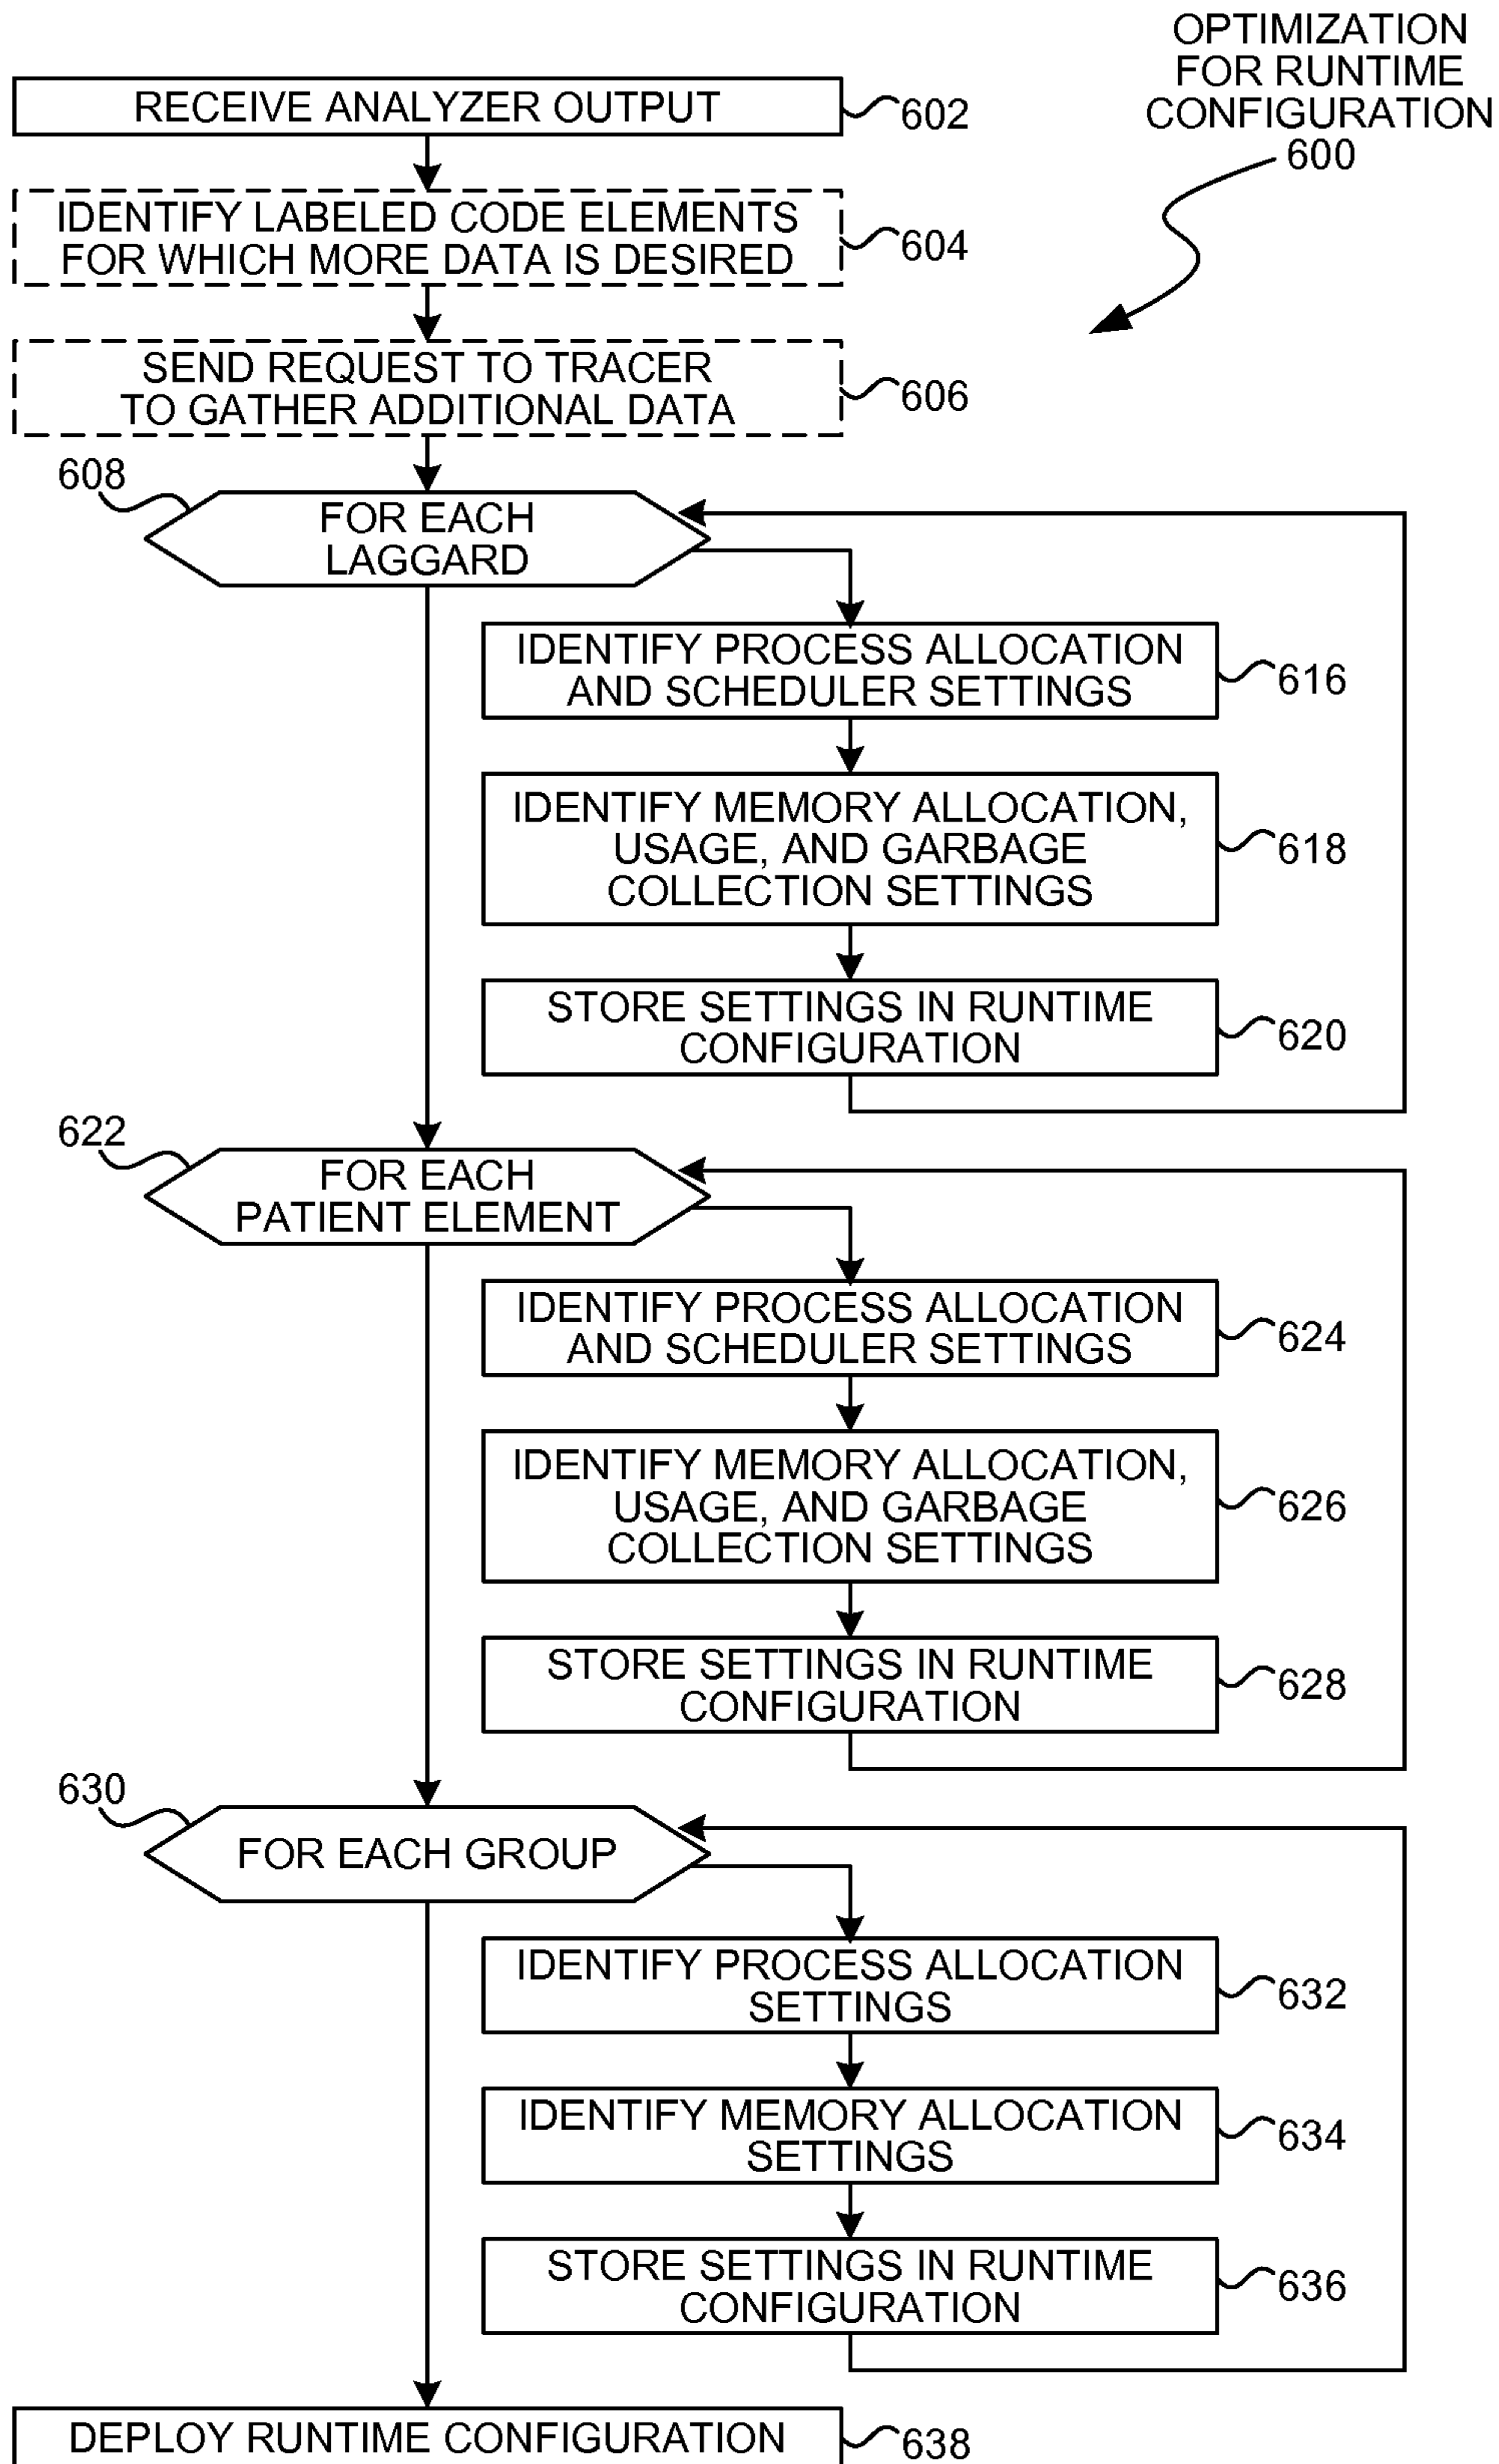 OPTIMIZATION
FOR RUNTIME
CONFIGURATION
600
RECEIVE ANALYZER OUTPUT
602
IDENTIFY LABELED CODE ELEMENTS
FOR WHICH MORE DATA IS DESIRED
604
SEND REQUEST TO TRACER
TO GATHER ADDITIONAL DATA
606
608
FOR EACH
LAGGARD
IDENTIFY PROCESS ALLOCATION
AND SCHEDULER SETTINGS
616
IDENTIFY MEMORY ALLOCATION,
USAGE, AND GARBAGE
COLLECTION SETTINGS
618
STORE SETTINGS IN RUNTIME
CONFIGURATION
620
622
FOR EACH
PATIENT ELEMENT
IDENTIFY PROCESS ALLOCATION
AND SCHEDULER SETTINGS
624
IDENTIFY MEMORY ALLOCATION,
USAGE, AND GARBAGE
COLLECTION SETTINGS
626
STORE SETTINGS IN RUNTIME
CONFIGURATION
628
630
FOR EACH GROUP
IDENTIFY PROCESS ALLOCATION
SETTINGS
632
IDENTIFY MEMORY ALLOCATION
SETTINGS
634
STORE SETTINGS IN RUNTIME
CONFIGURATION
636
DEPLOY RUNTIME CONFIGURATION
638